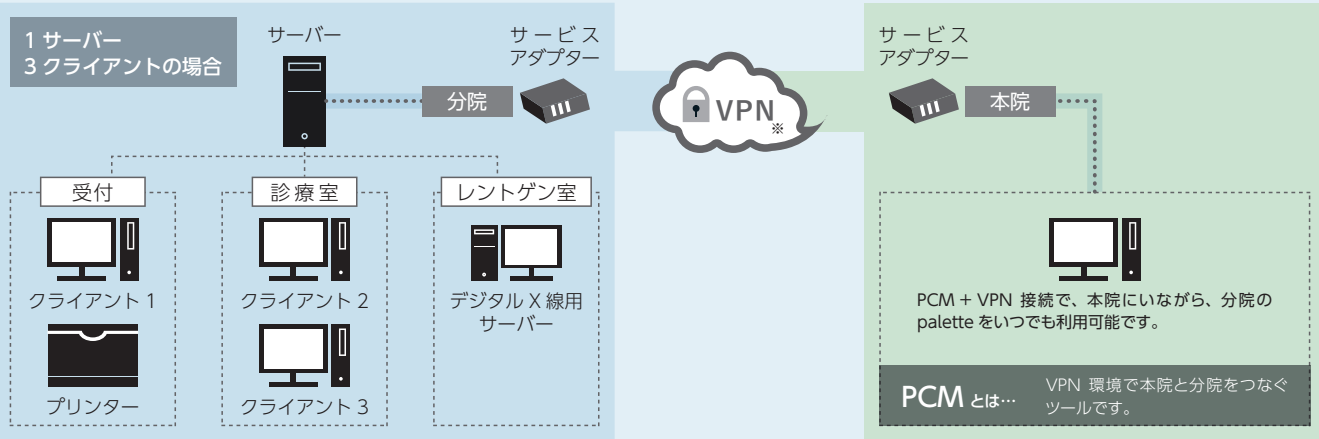 1 サーバー
3 クライアントの場合
サーバー
サービス
アダプター
分院
VPN
※
サービス
アダプター
本院
受付
クライアント 1
プリンター
診療室
クライアント 2
クライアント 3
レントゲン室
デジタル X 線用
サーバー
PCM + VPN 接続で、本院にいながら、分院の
palette をいつでも利用可能です。
PCM とは…
VPN 環境で本院と分院をつなぐ
ツールです。